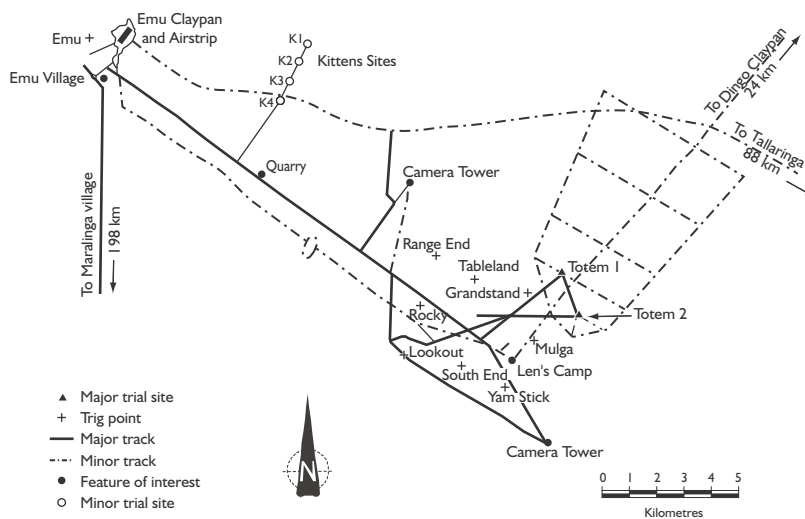 Emu Claypan
and Airstrip
Emu
Emu Village
K1
K2
K3
K4
Kittens Sites
To Dingo Claypan
24 km
To Tallaringa
88 km
Quarry
Camera Tower
To Maralinga village
198 km
Range End
Tableland
Totem 1
Grandstand
Rocky
Totem 2
Mulga
Lookout
Len's Camp
South End
Yam Stick
Camera Tower
Major trial site
Trig point
Major track
Minor track
Feature of interest
Minor trial site
N
0 1 2 3 4 5
Kilometres